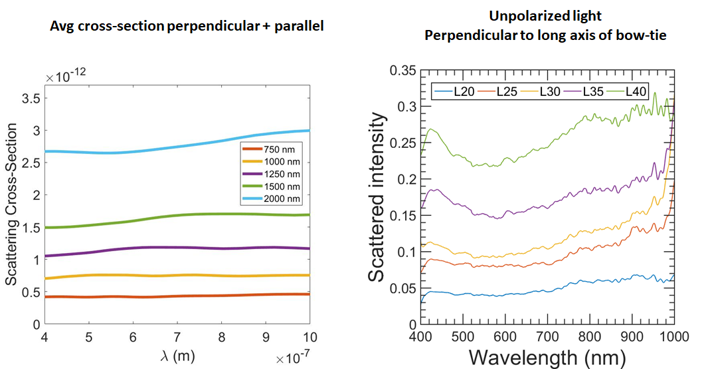 Avg cross-section perpendicular + parallel
×10⁻¹²
3.5
3
2.5
2
1.5
1
0.5
0
Scattering Cross-Section
750 nm
1000 nm
1250 nm
1500 nm
2000 nm
4 5 6 7 8 9 10
λ (m)
×10⁻⁷
Unpolarized light
Perpendicular to long axis of bow-tie
0.35
0.3
0.25
0.2
0.15
0.1
0.05
0
Scattered intensity
L20 L25 L30 L35 L40
400 500 600 700 800 900 1000
Wavelength (nm)